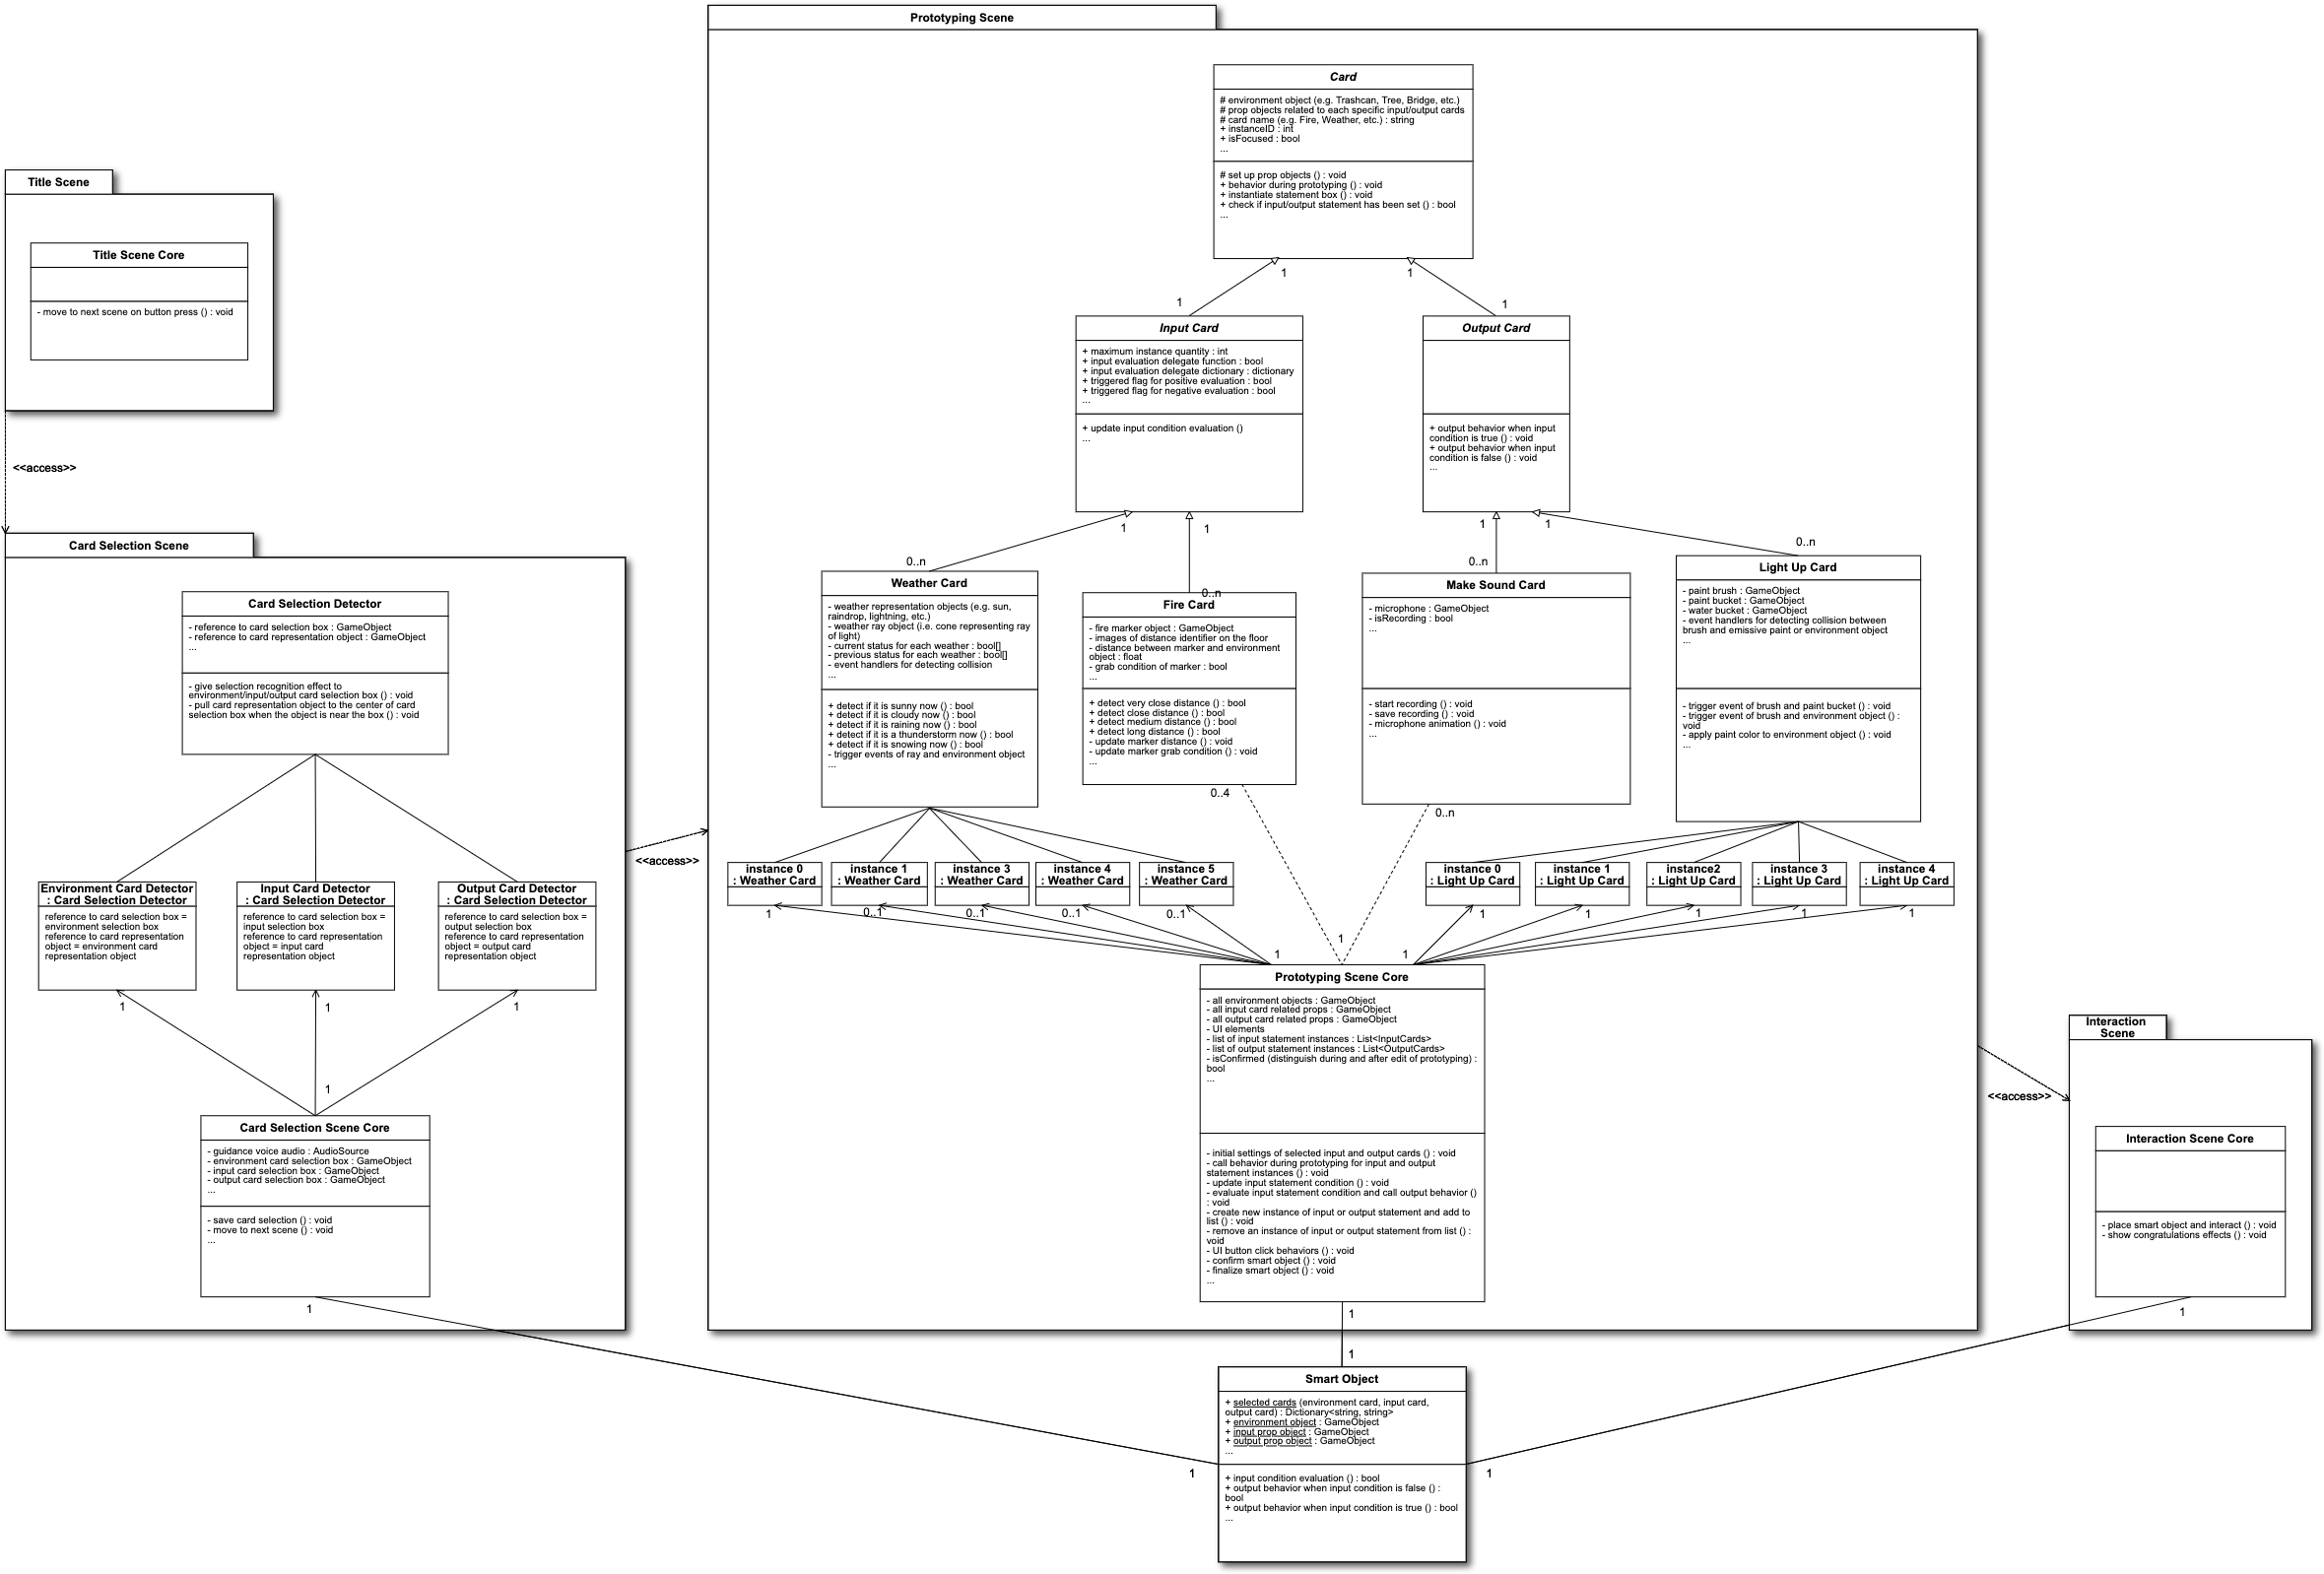 Title Scene
Title Scene Core
- move to next scene on button press () : void
<<access>>
Card Selection Scene
Card Selection Detector
- reference to card selection box : GameObject
- reference to card representation object : GameObject
...
- give selection recognition effect to
environment/input/output card selection box () : void
- pull card representation object to the center of card
selection box when the object is near the box () : void
Environment Card Detector
: Card Selection Detector
reference to card selection box =
environment selection box
reference to card representation
object = environment card
representation object
Input Card Detector
: Card Selection Detector
reference to card selection box =
input selection box
reference to card representation
object = input card
representation object
Output Card Detector
: Card Selection Detector
reference to card selection box =
output selection box
reference to card representation
object = output card
representation object
1
1
1
1
Card Selection Scene Core
- guidance voice audio : AudioSource
- environment card selection box : GameObject
- input card selection box : GameObject
- output card selection box : GameObject
...
- save card selection () : void
- move to next scene () : void
...
1
<<access>>
Prototyping Scene
Card
# environment object (e.g. Trashcan, Tree, Bridge, etc.)
# prop objects related to each specific input/output cards
# card name (e.g. Fire, Weather, etc.) : string
+ instanceID : int
+ isFocused : bool
...
# set up prop objects () : void
+ behavior during prototyping () : void
+ instantiate statement box () : void
+ check if input/output statement has been set () : bool
...
1
1
1
1
Input Card
+ maximum instance quantity : int
+ input evaluation delegate function : bool
+ input evaluation delegate dictionary : dictionary
+ triggered flag for positive evaluation : bool
+ triggered flag for negative evaluation : bool
...
+ update input condition evaluation ()
...
Output Card
+ output behavior when input
condition is true () : void
+ output behavior when input
condition is false () : void
...
1
1
1
1
0..n
0..n
0..n
0..n
Weather Card
- weather representation objects (e.g. sun,
raindrop, lightning, etc.)
- weather ray object (i.e. cone representing ray
of light)
- current status for each weather : bool[]
- previous status for each weather : bool[]
- event handlers for detecting collision
...
+ detect if it is sunny now () : bool
+ detect if it is cloudy now () : bool
+ detect if it is raining now () : bool
+ detect if it is a thunderstorm now () : bool
+ detect if it is snowing now () : bool
- trigger events of ray and environment object
...
Fire Card
- fire marker object : GameObject
- images of distance identifier on the floor
- distance between marker and environment
object : float
- grab condition of marker : bool
...
+ detect very close distance () : bool
+ detect close distance () : bool
+ detect medium distance () : bool
+ detect long distance () : bool
- update marker distance () : void
- update marker grab condition () : void
...
Make Sound Card
- microphone : GameObject
- isRecording : bool
...
- start recording () : void
- save recording () : void
- microphone animation () : void
...
Light Up Card
- paint brush : GameObject
- paint bucket : GameObject
- water bucket : GameObject
- event handlers for detecting collision between
brush and emissive paint or environment object
...
- trigger event of brush and paint bucket () : void
- trigger event of brush and environment object () :
void
- apply paint color to environment object () : void
...
0..4
0..n
instance 0
: Weather Card
instance 1
: Weather Card
instance 3
: Weather Card
instance 4
: Weather Card
instance 5
: Weather Card
instance 0
: Light Up Card
instance 1
: Light Up Card
instance2
: Light Up Card
instance 3
: Light Up Card
instance 4
: Light Up Card
1
0..1
0..1
0..1
0..1
1
1
1
1
1
1
1
1
Prototyping Scene Core
- all environment objects : GameObject
- all input card related props : GameObject
- all output card related props : GameObject
- UI elements
- list of input statement instances : List<InputCards>
- list of output statement instances : List<OutputCards>
- isConfirmed (distinguish during and after edit of prototyping) :
bool
...
- initial settings of selected input and output cards () : void
- call behavior during prototyping for input and output
statement instances () : void
- update input statement condition () : void
- evaluate input statement condition and call output behavior ()
: void
- create new instance of input or output statement and add to
list () : void
- remove an instance of input or output statement from list () :
void
- UI button click behaviors () : void
- confirm smart object () : void
- finalize smart object () : void
...
1
<<access>>
Interaction
Scene
Interaction Scene Core
- place smart object and interact () : void
- show congratulations effects () : void
1
1
Smart Object
+ selected cards (environment card, input card,
output card) : Dictionary<string, string>
+ environment object : GameObject
+ input prop object : GameObject
+ output prop object : GameObject
...
+ input condition evaluation () : bool
+ output behavior when input condition is false () :
bool
+ output behavior when input condition is true () : bool
...
1
1